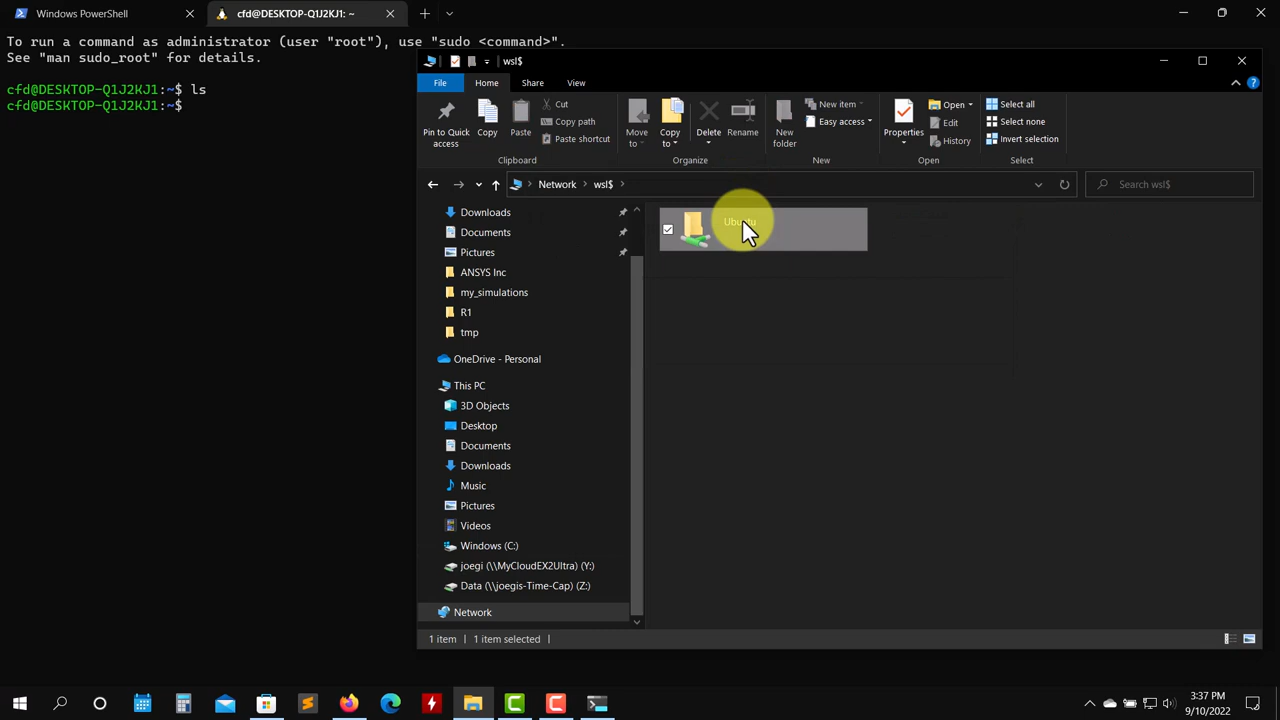 Windows PowerShell
cfd@DESKTOP-Q1J2KJ1: ~
To run a command as administrator (user "root"), use "sudo <command>".
See "man sudo_root" for details.
cfd@DESKTOP-Q1J2KJ1:~$ ls
cfd@DESKTOP-Q1J2KJ1:~$
wsl$
File
Home
Share
View
Pin to Quick access
Copy
Paste
Cut
Copy path
Paste shortcut
Clipboard
Move to
Copy to
Delete
Rename
Organize
New folder
New item
Easy access
New
Properties
Open
Edit
History
Open
Select all
Select none
Invert selection
Select
Network
wsl$
Search wsl$
Downloads
Documents
Pictures
ANSYS Inc
my_simulations
R1
tmp
OneDrive - Personal
This PC
3D Objects
Desktop
Documents
Downloads
Music
Pictures
Videos
Windows (C:)
joegi (\\MyCloudEX2Ultra) (Y:)
Data (\\joegis-Time-Cap) (Z:)
Network
Ubuntu
1 item
1 item selected
3:37 PM
9/10/2022